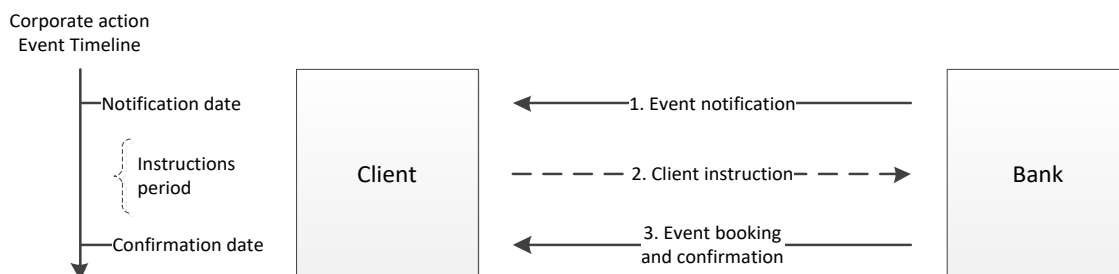 Corporate action
Event Timeline
Notification date
Instructions
period
Confirmation date
Client
1. Event notification
2. Client instruction
3. Event booking
and confirmation
Bank